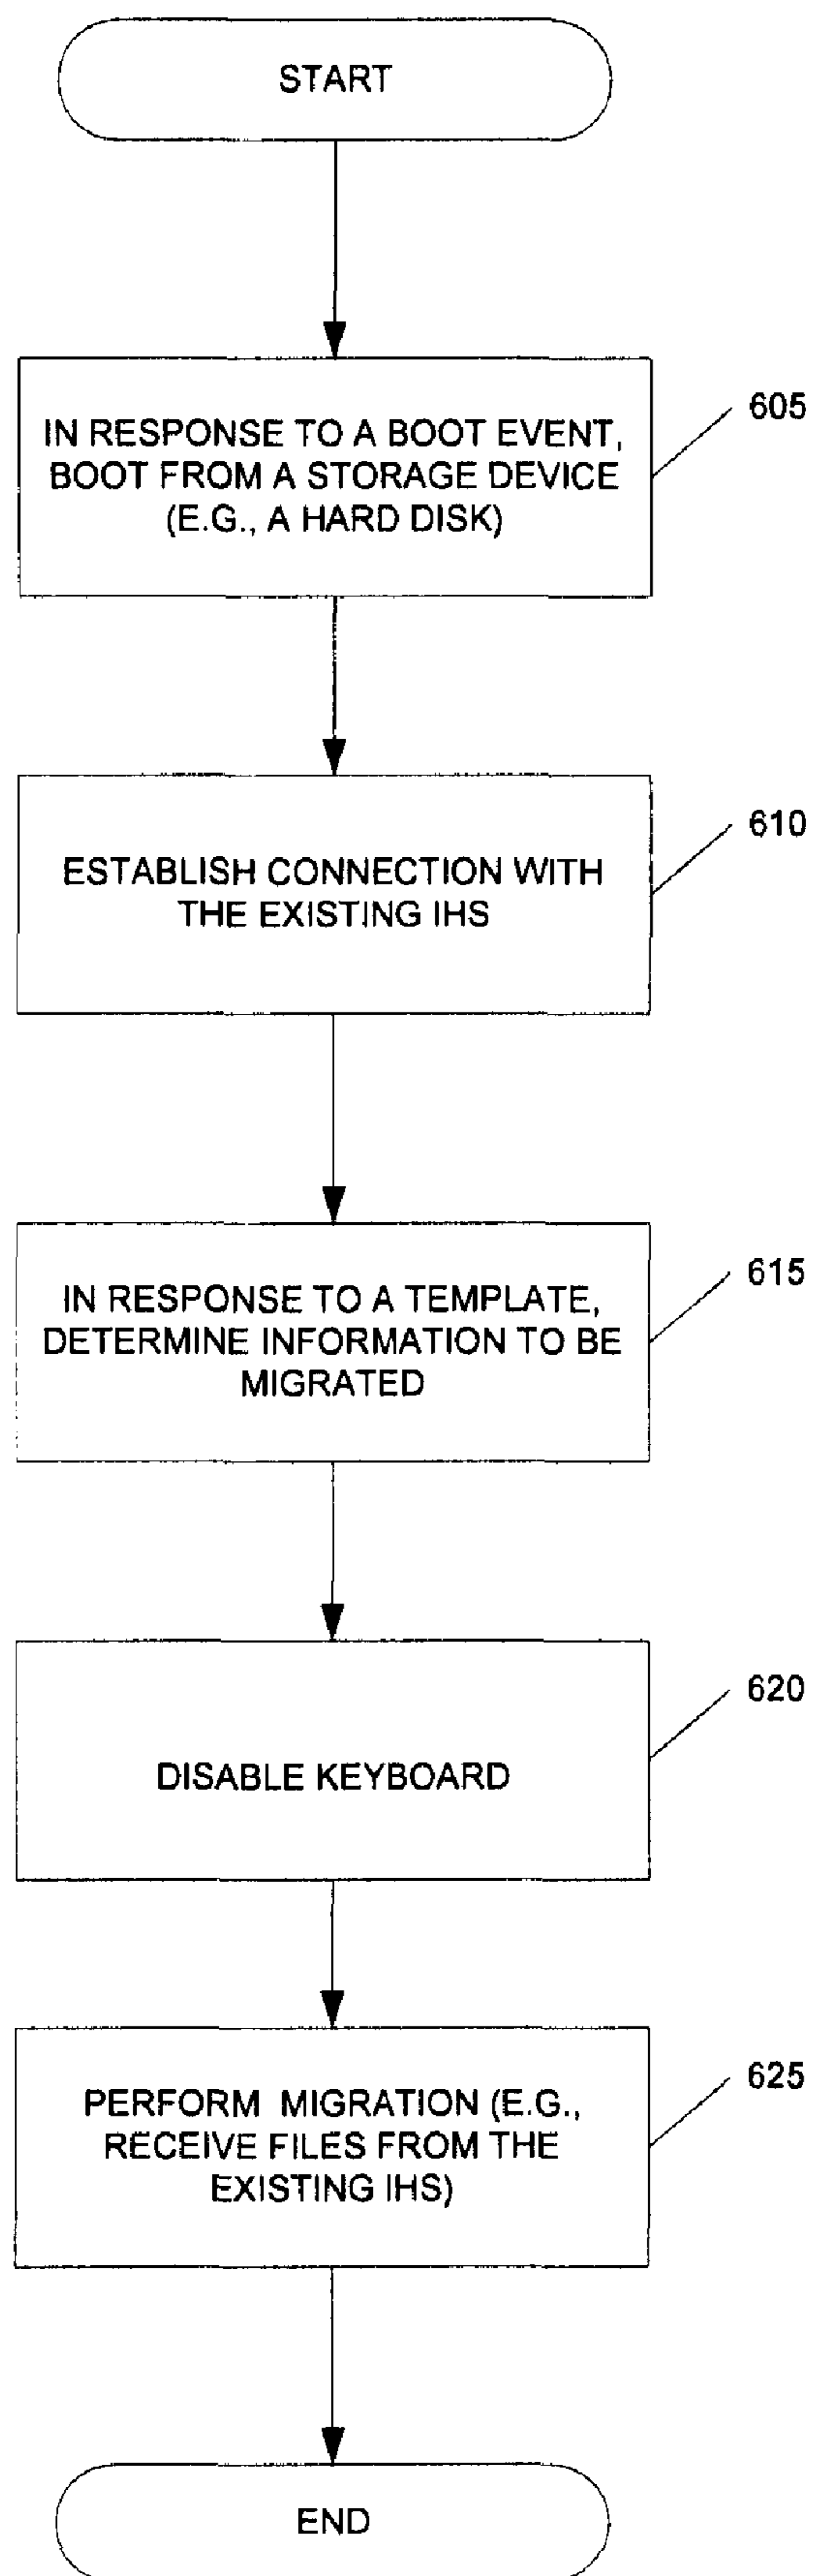 START
IN RESPONSE TO A BOOT EVENT,
BOOT FROM A STORAGE DEVICE
(E.G., A HARD DISK)
605
ESTABLISH CONNECTION WITH
THE EXISTING IHS
610
IN RESPONSE TO A TEMPLATE,
DETERMINE INFORMATION TO BE
MIGRATED
615
DISABLE KEYBOARD
620
PERFORM MIGRATION (E.G.,
RECEIVE FILES FROM THE
EXISTING IHS)
625
END